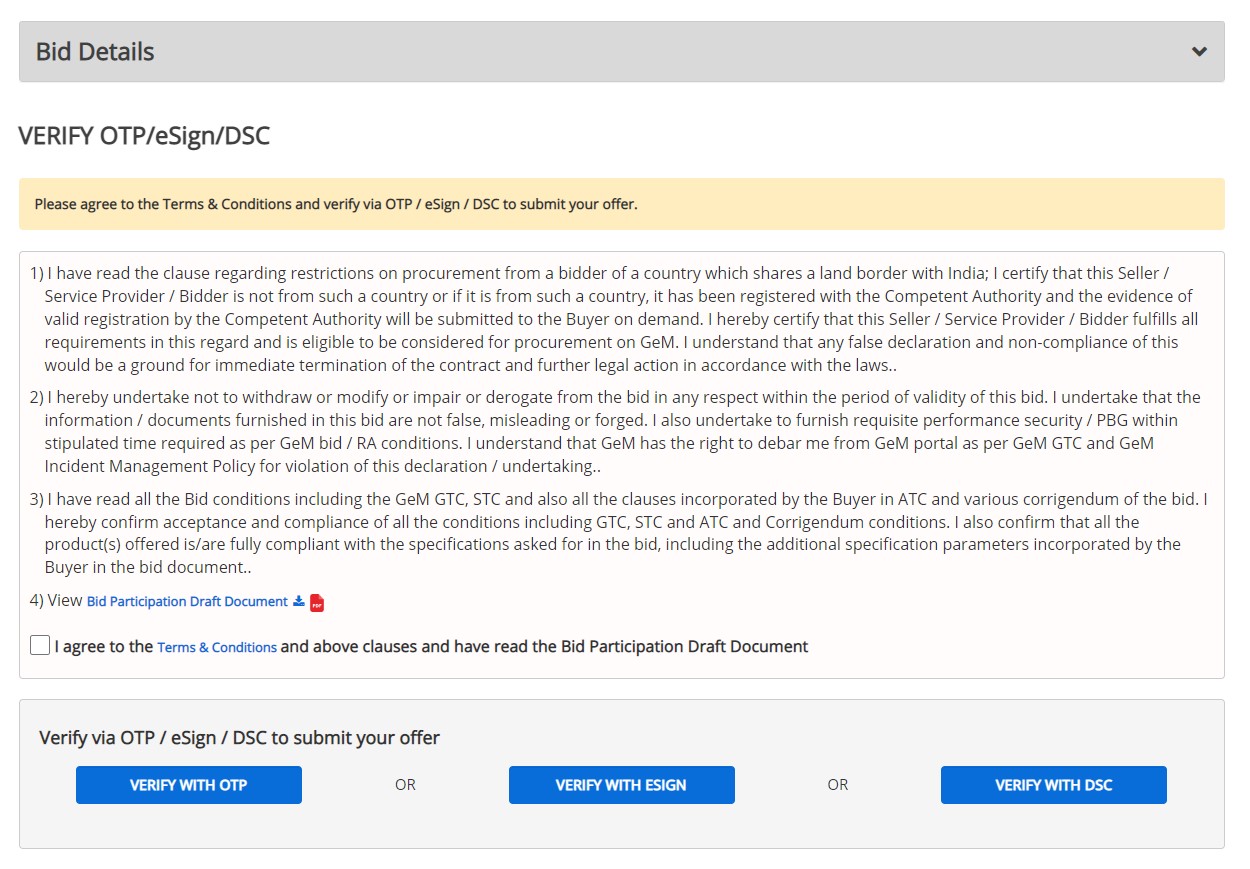 Bid Details
VERIFY OTP/eSign/DSC
Please agree to the Terms & Conditions and verify via OTP / eSign / DSC to submit your offer.
1) I have read the clause regarding restrictions on procurement from a bidder of a country which shares a land border with India; I certify that this Seller /
Service Provider / Bidder is not from such a country or if it is from such a country, it has been registered with the Competent Authority and the evidence of
valid registration by the Competent Authority will be submitted to the Buyer on demand. I hereby certify that this Seller / Service Provider / Bidder fulfills all
requirements in this regard and is eligible to be considered for procurement on GeM. I understand that any false declaration and non-compliance of this
would be a ground for immediate termination of the contract and further legal action in accordance with the laws..
2) I hereby undertake not to withdraw or modify or impair or derogate from the bid in any respect within the period of validity of this bid. I undertake that the
information / documents furnished in this bid are not false, misleading or forged. I also undertake to furnish requisite performance security / PBG within
stipulated time required as per GeM bid / RA conditions. I understand that GeM has the right to debar me from GeM portal as per GeM GTC and GeM
Incident Management Policy for violation of this declaration / undertaking..
3) I have read all the Bid conditions including the GeM GTC, STC and also all the clauses incorporated by the Buyer in ATC and various corrigendum of the bid. I
hereby confirm acceptance and compliance of all the conditions including GTC, STC and ATC and Corrigendum conditions. I also confirm that all the
product(s) offered is/are fully compliant with the specifications asked for in the bid, including the additional specification parameters incorporated by the
Buyer in the bid document..
4) View Bid Participation Draft Document PDF
I agree to the Terms & Conditions and above clauses and have read the Bid Participation Draft Document
Verify via OTP / eSign / DSC to submit your offer
VERIFY WITH OTP OR VERIFY WITH ESIGN OR VERIFY WITH DSC